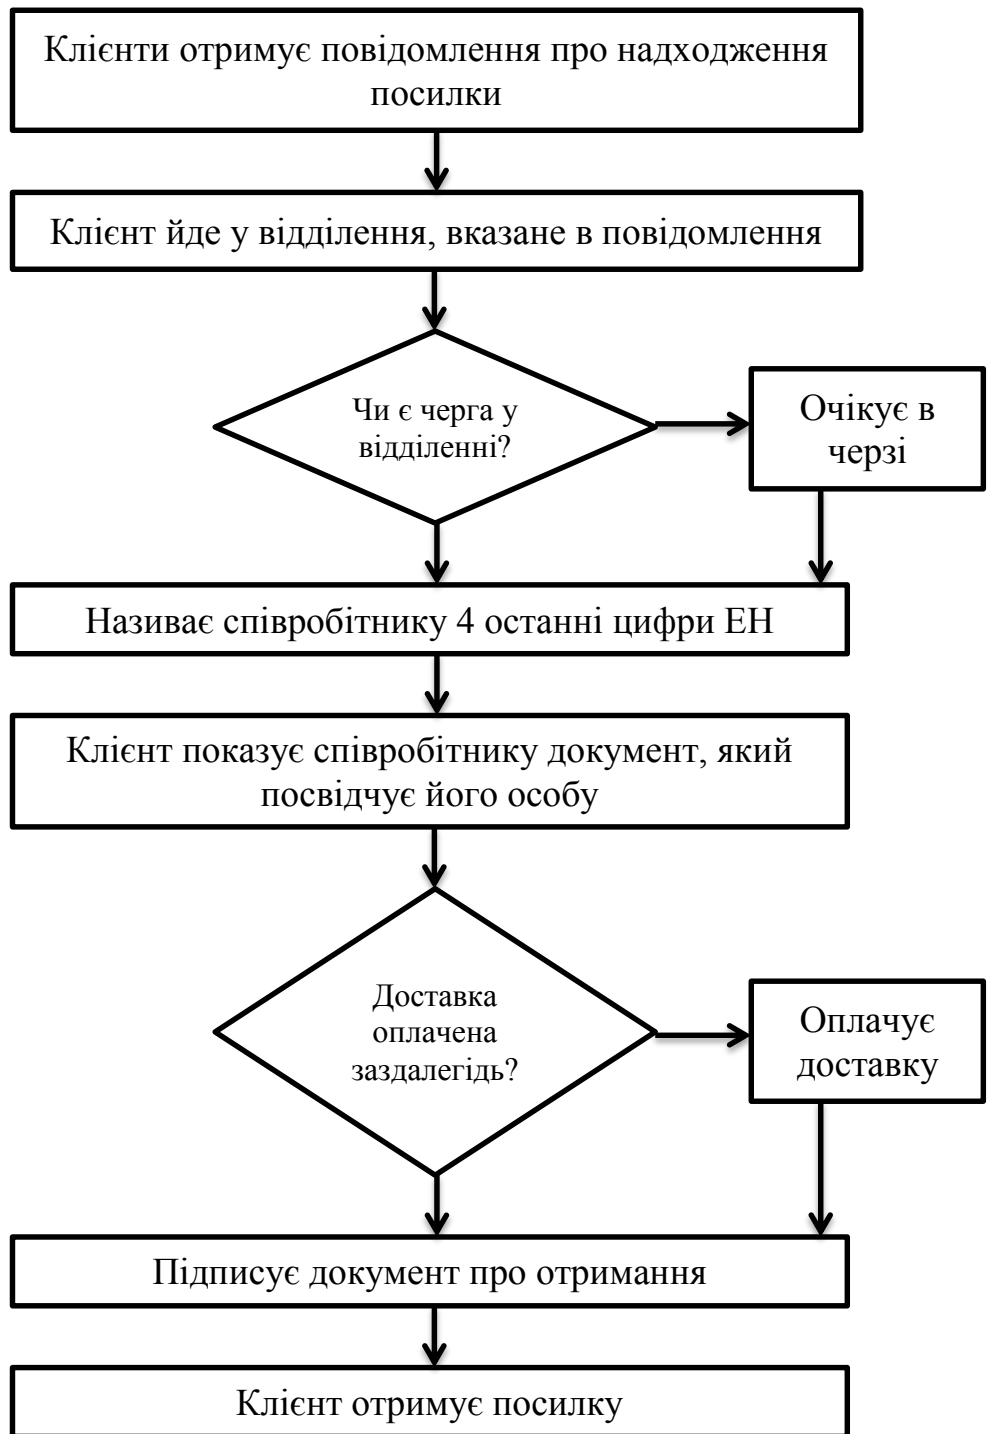 Клієнти отримує повідомлення про надходження
посилки
Клієнт йде у відділення, вказане в повідомлення
Чи є черга у
відділенні?
Очікує в
черзі
Називає співробітнику 4 останні цифри ЕН
Клієнт показує співробітнику документ, який
посвідчує його особу
Доставка
оплачена
заздалегідь?
Оплачує
доставку
Підписує документ про отримання
Клієнт отримує посилку